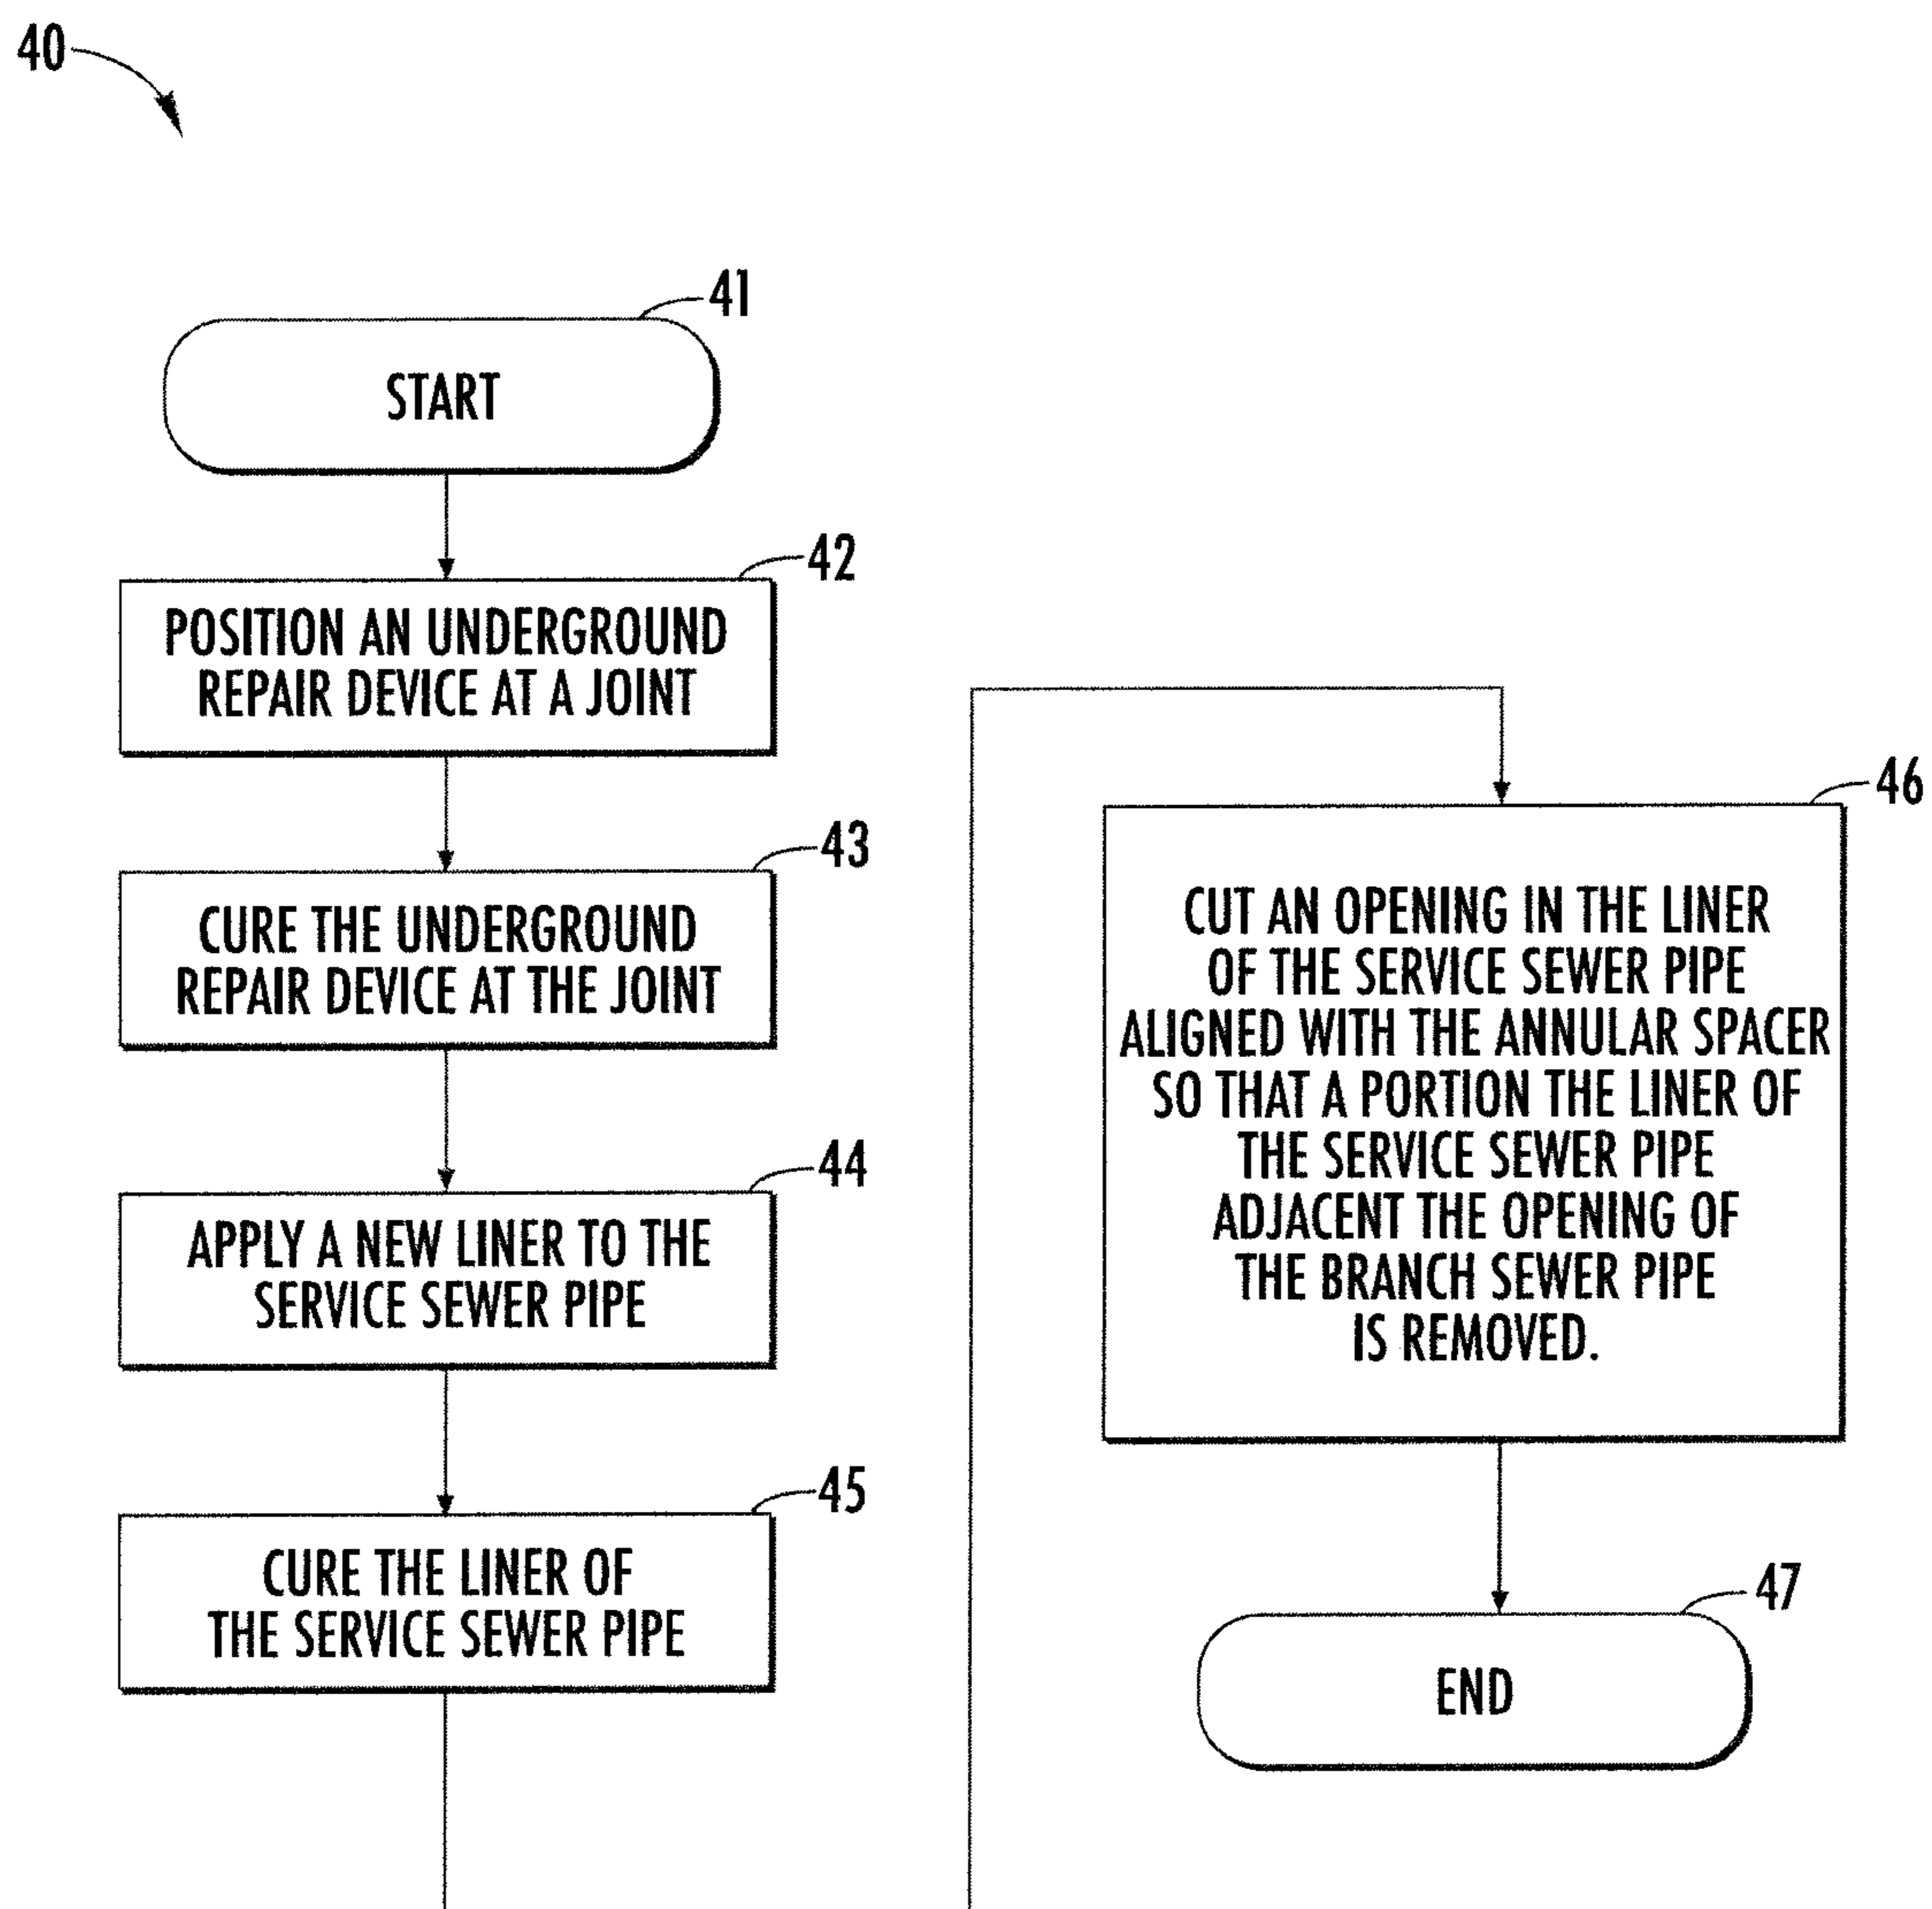 40
41
START
42
POSITION AN UNDERGROUND
REPAIR DEVICE AT A JOINT
43
CURE THE UNDERGROUND
REPAIR DEVICE AT THE JOINT
44
APPLY A NEW LINER TO THE
SERVICE SEWER PIPE
45
CURE THE LINER OF
THE SERVICE SEWER PIPE
46
CUT AN OPENING IN THE LINER
OF THE SERVICE SEWER PIPE
ALIGNED WITH THE ANNULAR SPACER
SO THAT A PORTION THE LINER OF
THE SERVICE SEWER PIPE
ADJACENT THE OPENING OF
THE BRANCH SEWER PIPE
IS REMOVED.
47
END